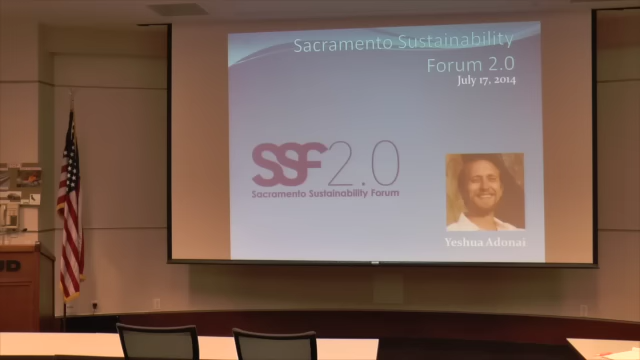 Sacramento Sustainability
Forum 2.0
July 17, 2014
SSF2.0
Sacramento Sustainability Forum
Yeshua Adonai